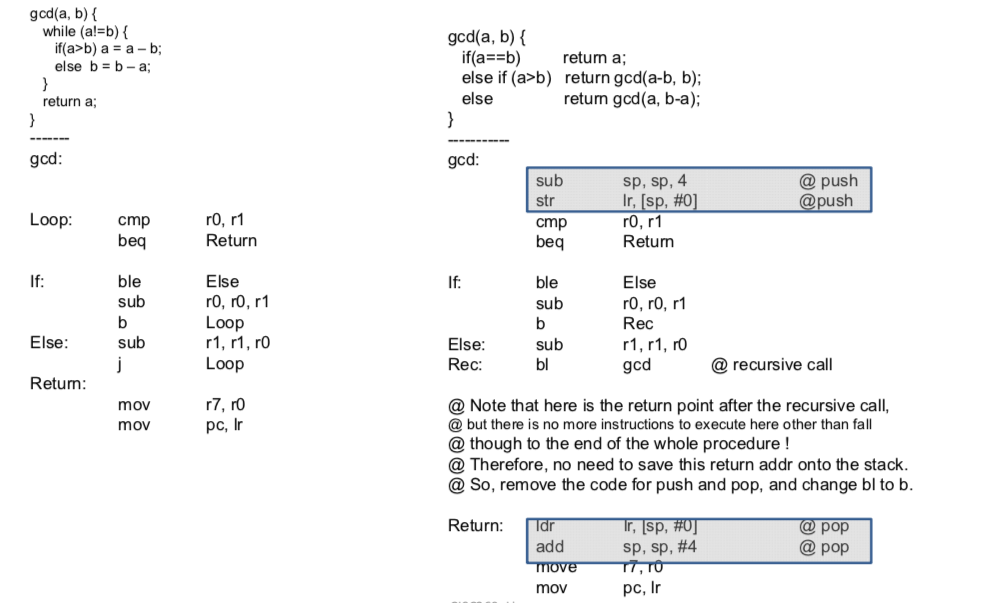 gcd(a, b) {
while (a!=b) {
if(a>b) a = a – b;
else b = b – a;
}
return a;
}
-------
gcd:
Loop: cmp r0, r1
beq Return
If: ble Else
sub r0, r0, r1
b Loop
Else: sub r1, r1, r0
j Loop
Return:
mov r7, r0
mov pc, lr
gcd(a, b) {
if(a==b) return a;
else if (a>b) return gcd(a-b, b);
else return gcd(a, b-a);
}
-----------
gcd:
sub sp, sp, 4 @ push
str lr, [sp, #0] @push
cmp r0, r1
beq Return
If: ble Else
sub r0, r0, r1
b Rec
Else: sub r1, r1, r0
Rec: bl gcd @ recursive call
@ Note that here is the return point after the recursive call,
@ but there is no more instructions to execute here other than fall
@ though to the end of the whole procedure !
@ Therefore, no need to save this return addr onto the stack.
@ So, remove the code for push and pop, and change bl to b.
Return: ldr lr, [sp, #0] @ pop
add sp, sp, #4 @ pop
move r7, r0
mov pc, lr